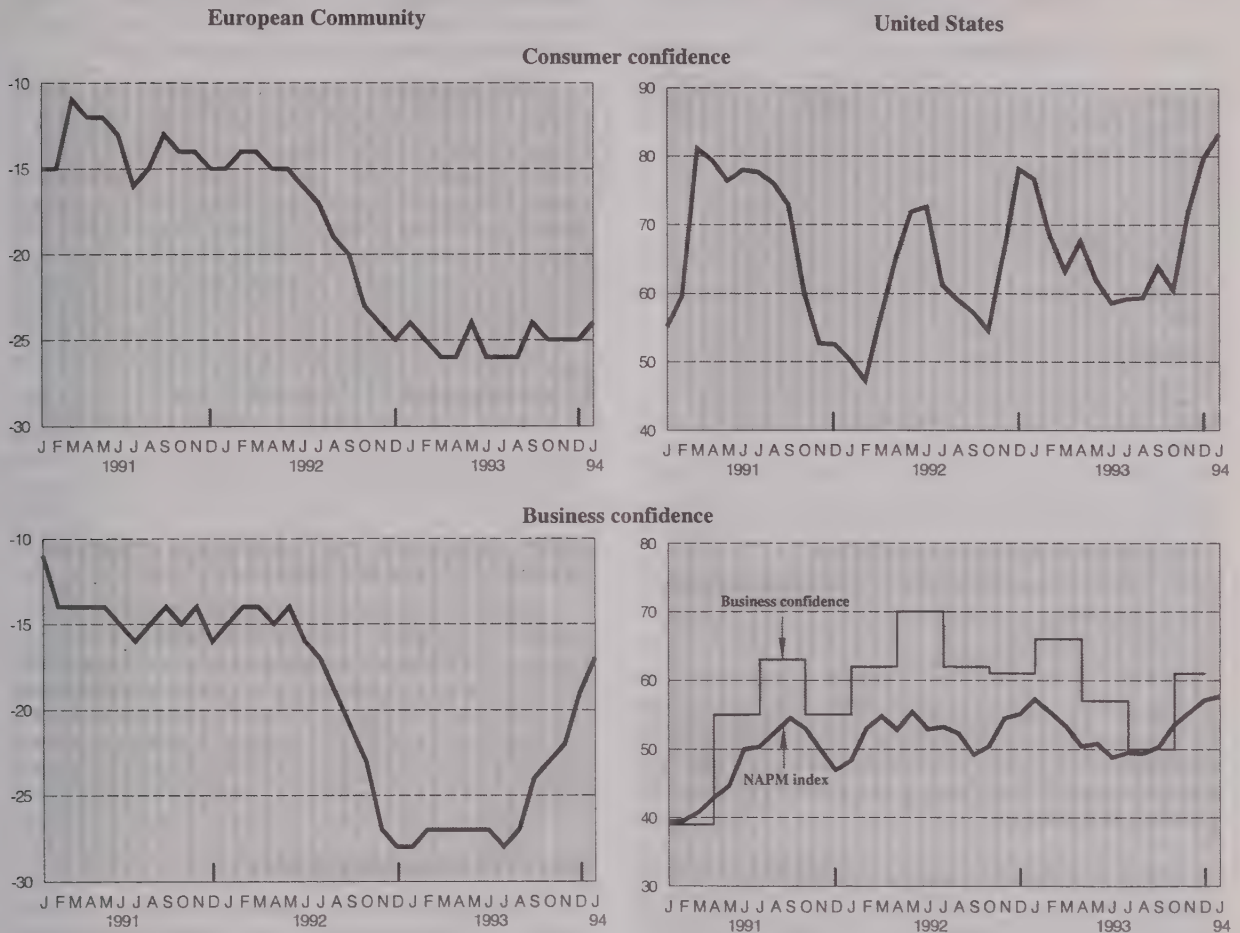 European Community
United States
Consumer confidence
-10
-15
-20
-25
-30
J F M A M J J A S O N D J F M A M J J A S O N D J F M A M J J A S O N D J
1991 1992 1993 94
90
80
70
60
50
40
J F M A M J J A S O N D J F M A M J J A S O N D J F M A M J J A S O N D J
1991 1992 1993 94
Business confidence
-10
-15
-20
-25
-30
J F M A M J J A S O N D J F M A M J J A S O N D J F M A M J J A S O N D J
1991 1992 1993 94
80
70
60
50
40
30
Business confidence
NAPM index
J F M A M J J A S O N D J F M A M J J A S O N D J F M A M J J A S O N D J
1991 1992 1993 94